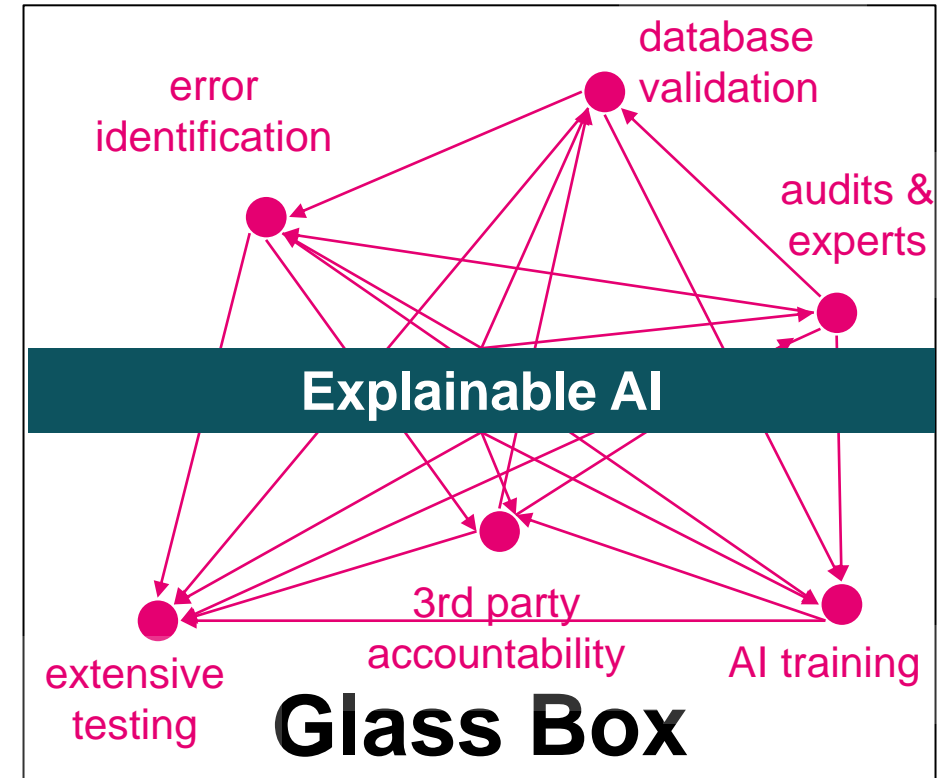 database
validation
error
identification
audits &
experts
Explainable AI
3rd party
accountability
AI training
extensive
testing
Glass Box